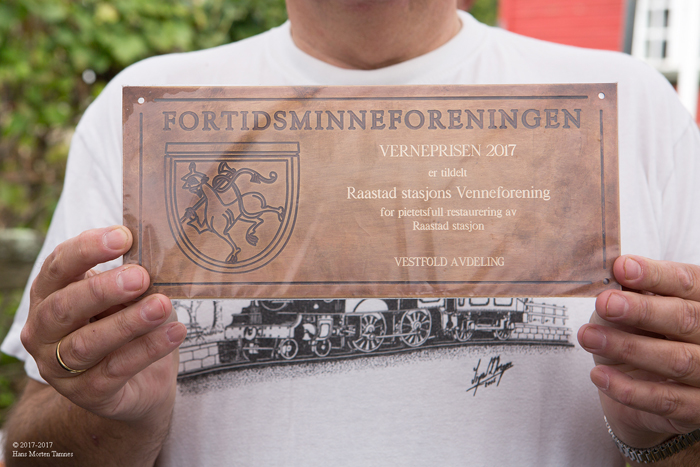 FORTIDSMINNEFORENINGEN
VERNEPRISEN 2017
er tildelt
Raastad stasjons Venneforening
for pietetsfull restaurering av
Raastad stasjon
VESTFOLD AVDELING
© 2017-2017
Hans Morten Tamnes